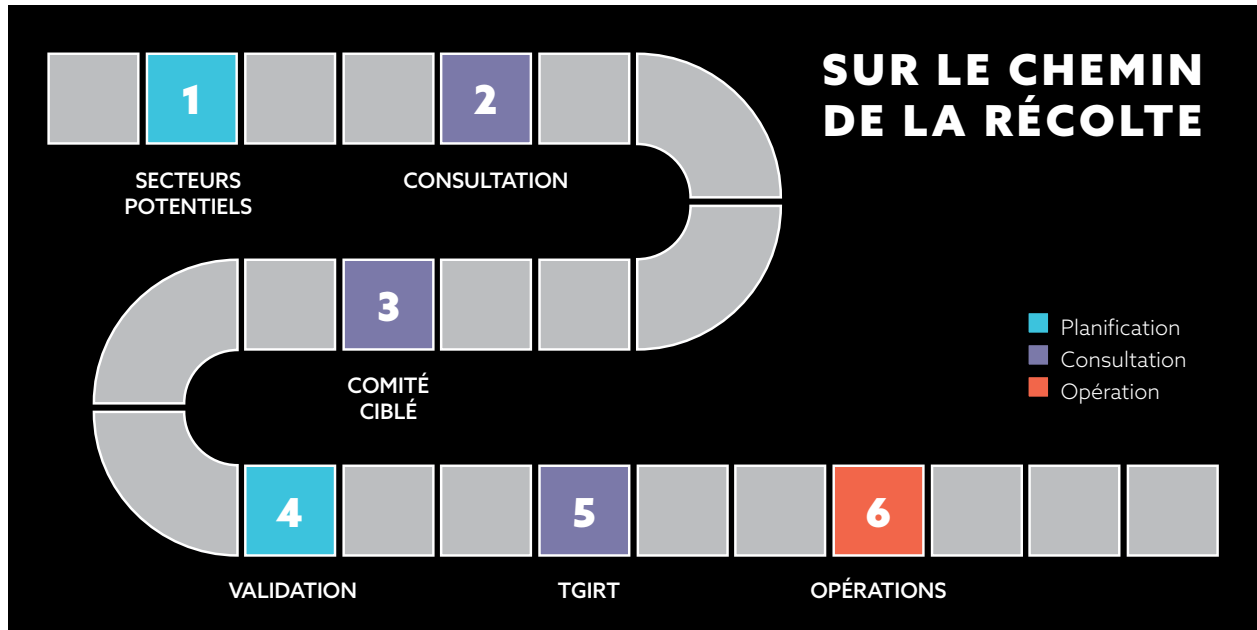 SUR LE CHEMIN
DE LA RÉCOLTE
1
2
SECTEURS
POTENTIELS
CONSULTATION
3
COMITÉ
CIBLÉ
Planification
Consultation
Opération
4
5
6
VALIDATION
TGIRT
OPÉRATIONS